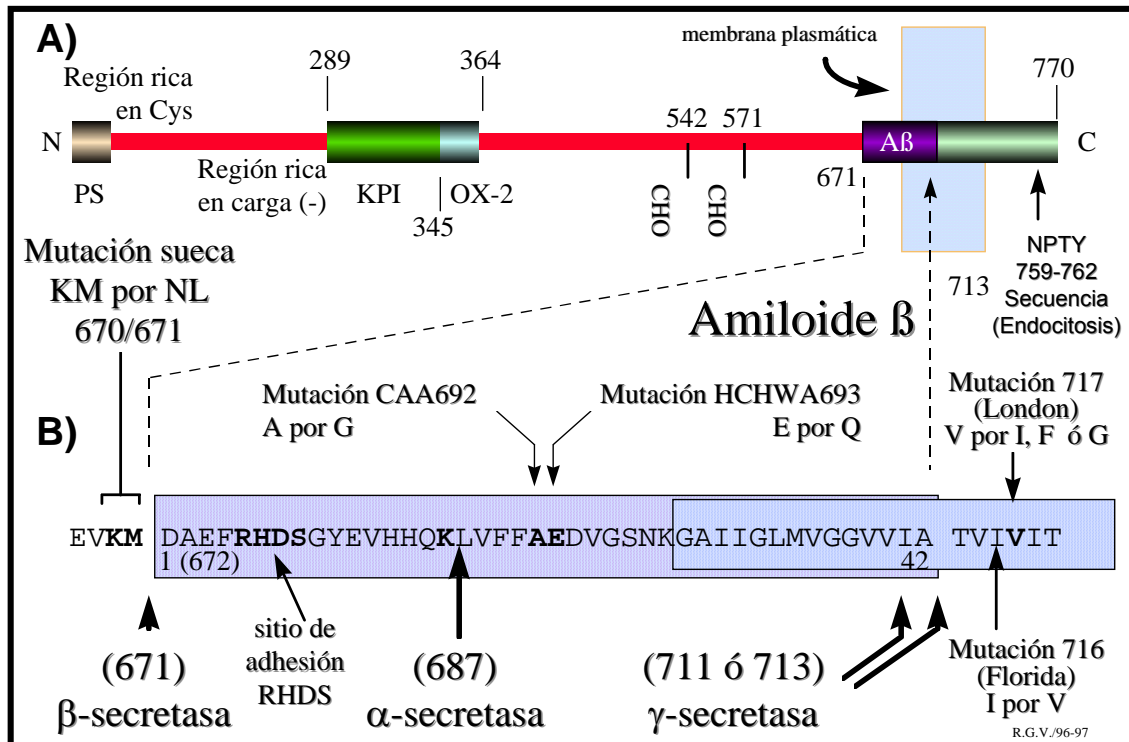 A)
membrana plasmática
289
364
770
Región rica
en Cys
542
571
N
Aß
C
PS
Región rica
en carga (-)
KPI
OX-2
345
671
CHO
CHO
NPTY
759-762
Secuencia
(Endocitosis)
713
Mutación sueca
KM por NL
670/671
Amiloide ß
Mutación CAA692
A por G
Mutación HCHWA693
E por Q
Mutación 717
(London)
V por I, F ó G
B)
EVKM DAEFRHDSGYEVHHQKLVFFAEDVGSNKGAIIGLMVGGVVIA TVIVIT
1 (672)
42
(671)
β-secretasa
sitio de
adhesión
RHDS
(687)
α-secretasa
(711 ó 713)
γ-secretasa
Mutación 716
(Florida)
I por V
R.G.V./96-97